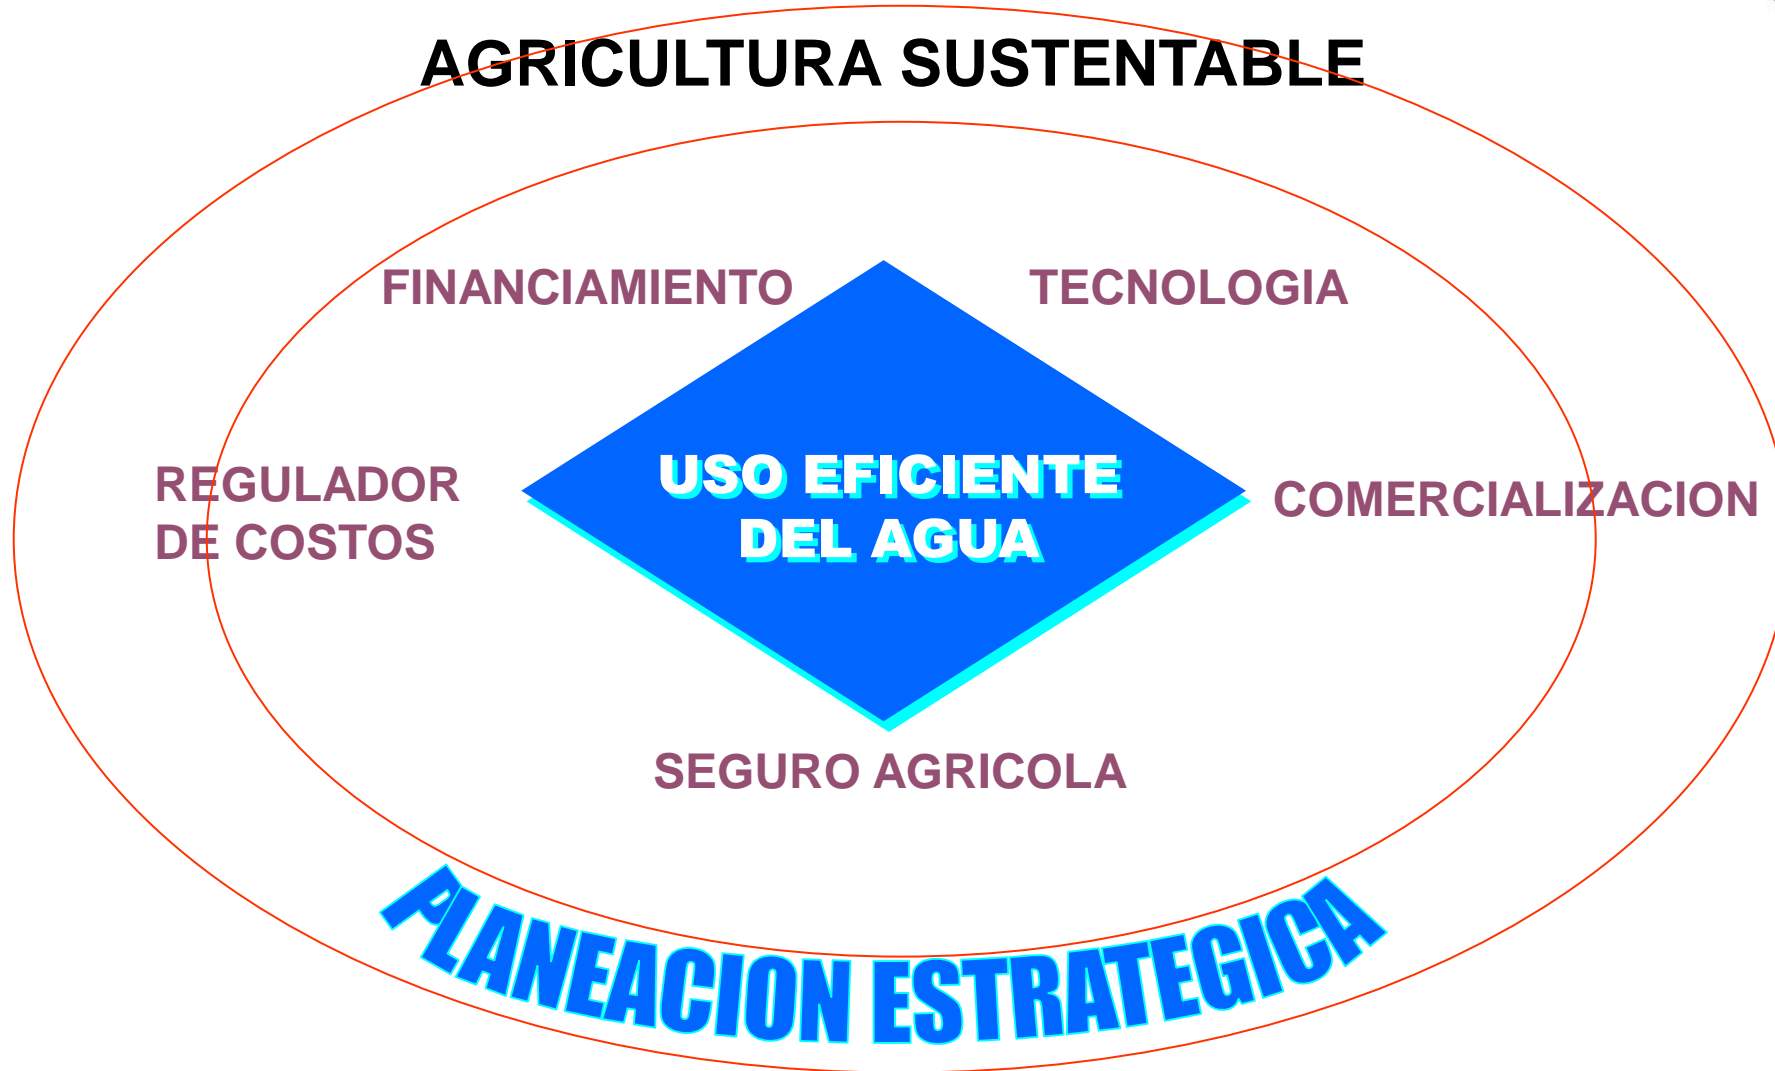 AGRICULTURA SUSTENTABLE
FINANCIAMIENTO
TECNOLOGIA
REGULADOR
DE COSTOS
USO EFICIENTE
DEL AGUA
COMERCIALIZACION
SEGURO AGRICOLA
PLANEACION ESTRATEGICA